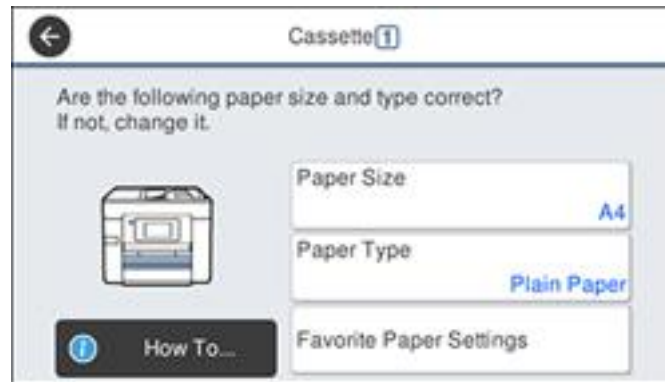 Cassette 1
Are the following paper size and type correct?
If not, change it.
Paper Size
A4
Paper Type
Plain Paper
How To...
Favorite Paper Settings